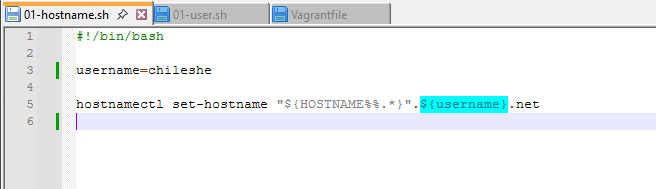 01-hostname.sh 01-user.sh Vagrantfile
1 #!/bin/bash
2
3 username=chileshe
4
5 hostnamectl set-hostname "${HOSTNAME%%.*}".${username}.net
6